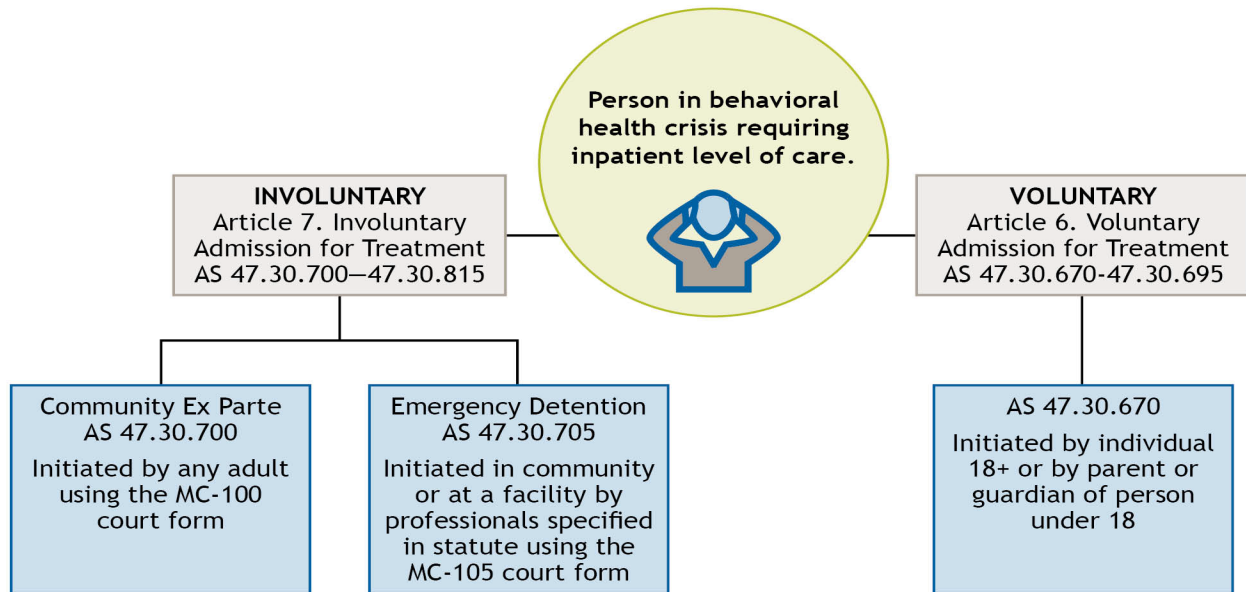 Person in behavioral
health crisis requiring
inpatient level of care.
INVOLUNTARY
Article 7. Involuntary
Admission for Treatment
AS 47.30.700—47.30.815
VOLUNTARY
Article 6. Voluntary
Admission for Treatment
AS 47.30.670-47.30.695
Community Ex Parte
AS 47.30.700
Initiated by any adult
using the MC-100
court form
Emergency Detention
AS 47.30.705
Initiated in community
or at a facility by
professionals specified
in statute using the
MC-105 court form
AS 47.30.670
Initiated by individual
18+ or by parent or
guardian of person
under 18